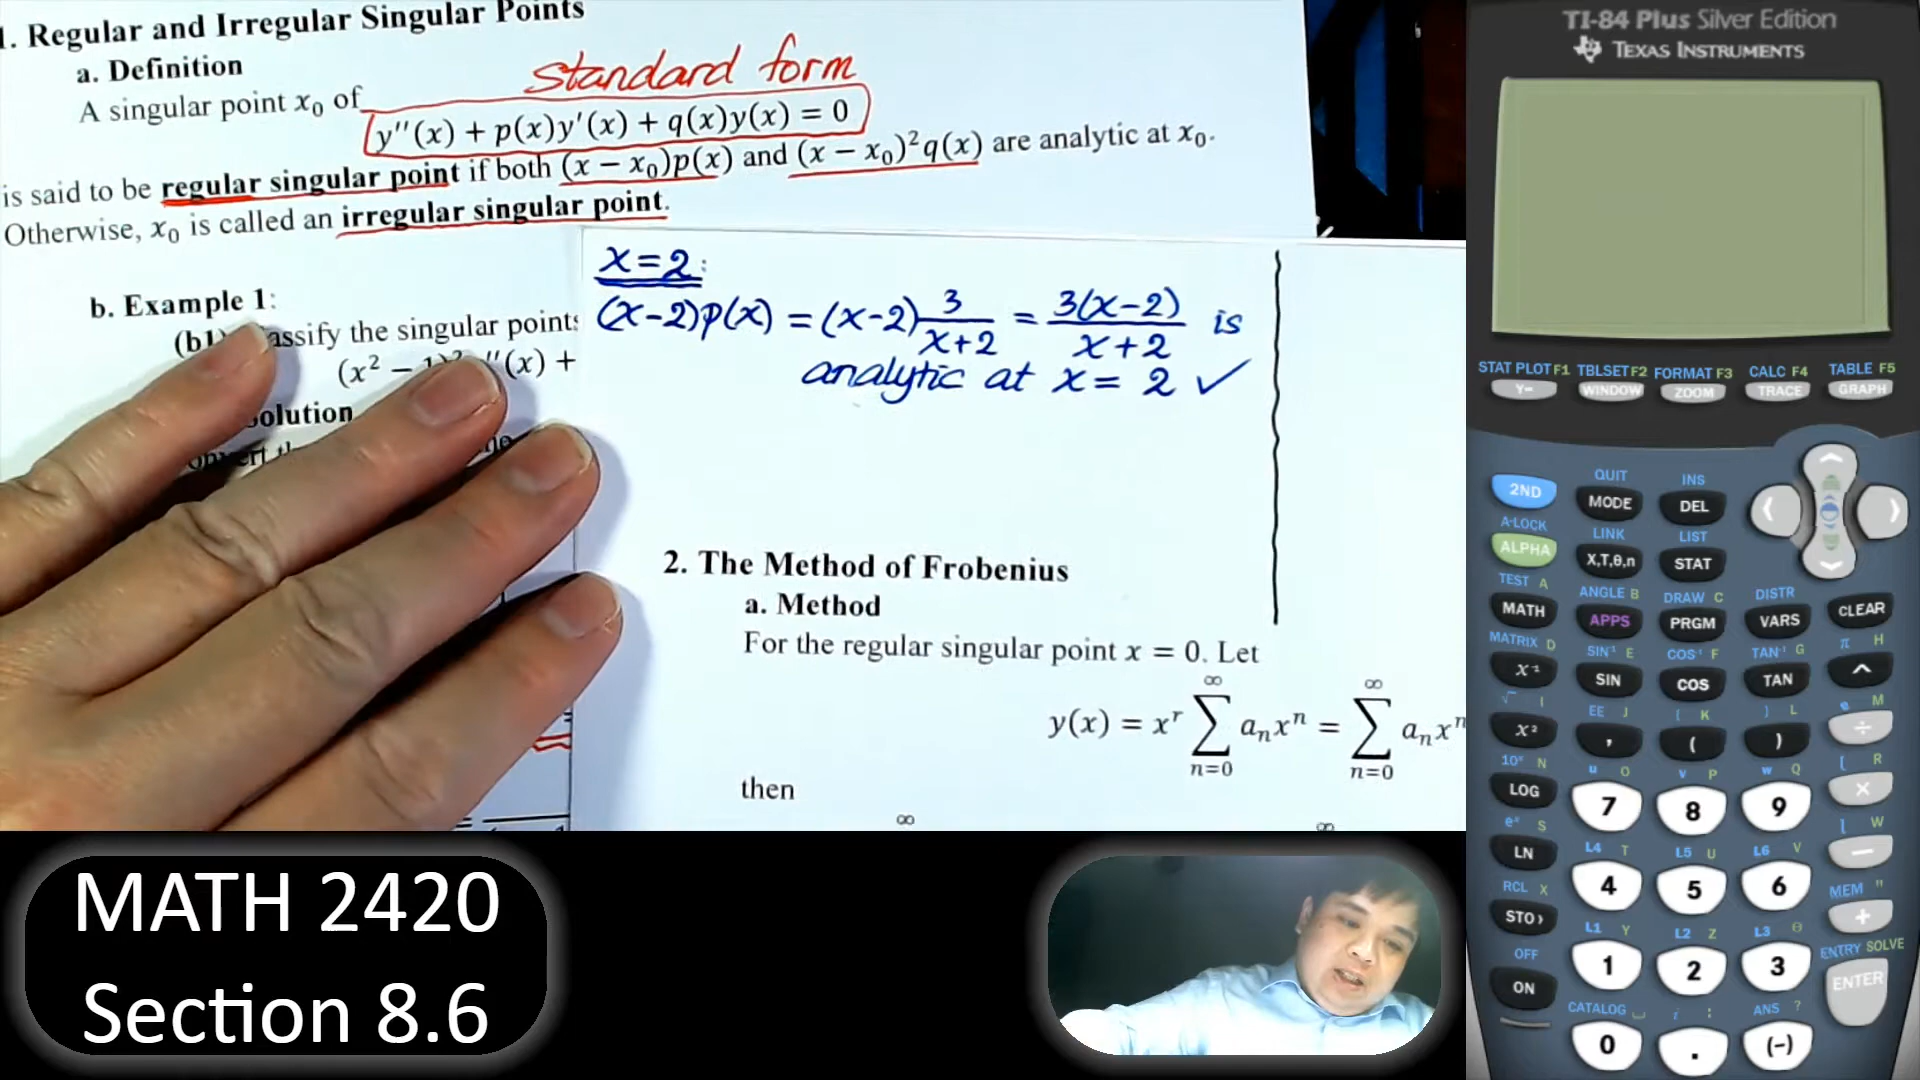 1. Regular and Irregular Singular Points
a. Definition
standard form
A singular point x₀ of
y''(x) + p(x)y'(x) + q(x)y(x) = 0
is said to be regular singular point if both (x − x₀)p(x) and (x − x₀)²q(x) are analytic at x₀.
Otherwise, x₀ is called an irregular singular point.
b. Example 1:
(b1) assify the singular points
(x² − 1)² ''(x) +
olution
onvert th
x=2:
(x−2)p(x) = (x−2) 3/(x+2) = 3(x−2)/(x+2) is
analytic at x = 2 ✓
2. The Method of Frobenius
a. Method
For the regular singular point x = 0. Let
y(x) = xʳ ∑_{n=0}^{∞} aₙxⁿ = ∑_{n=0}^{∞} aₙxⁿ
then
∞ ∞
MATH 2420
Section 8.6
TI-84 Plus Silver Edition
TEXAS INSTRUMENTS
STAT PLOT F1 TBLSET F2 FORMAT F3 CALC F4 TABLE F5
Y= WINDOW ZOOM TRACE GRAPH
QUIT INS
2ND MODE DEL
A-LOCK LINK LIST
ALPHA X,T,θ,n STAT
TEST A ANGLE B DRAW C DISTR
MATH APPS PRGM VARS CLEAR
MATRIX D SIN⁻¹ E COS⁻¹ F TAN⁻¹ G π H
x⁻¹ SIN COS TAN ^
√ I EE J { K } L e M
x² , ( ) ÷
10ˣ N u O v P w Q [ R
LOG 7 8 9 ×
eˣ S L4 T L5 U L6 V ] W
LN 4 5 6 −
RCL X L1 Y L2 Z L3 θ MEM "
STO› 1 2 3 +
OFF ENTRY SOLVE
ON ENTER
CATALOG i : ANS ?
0 . (-)